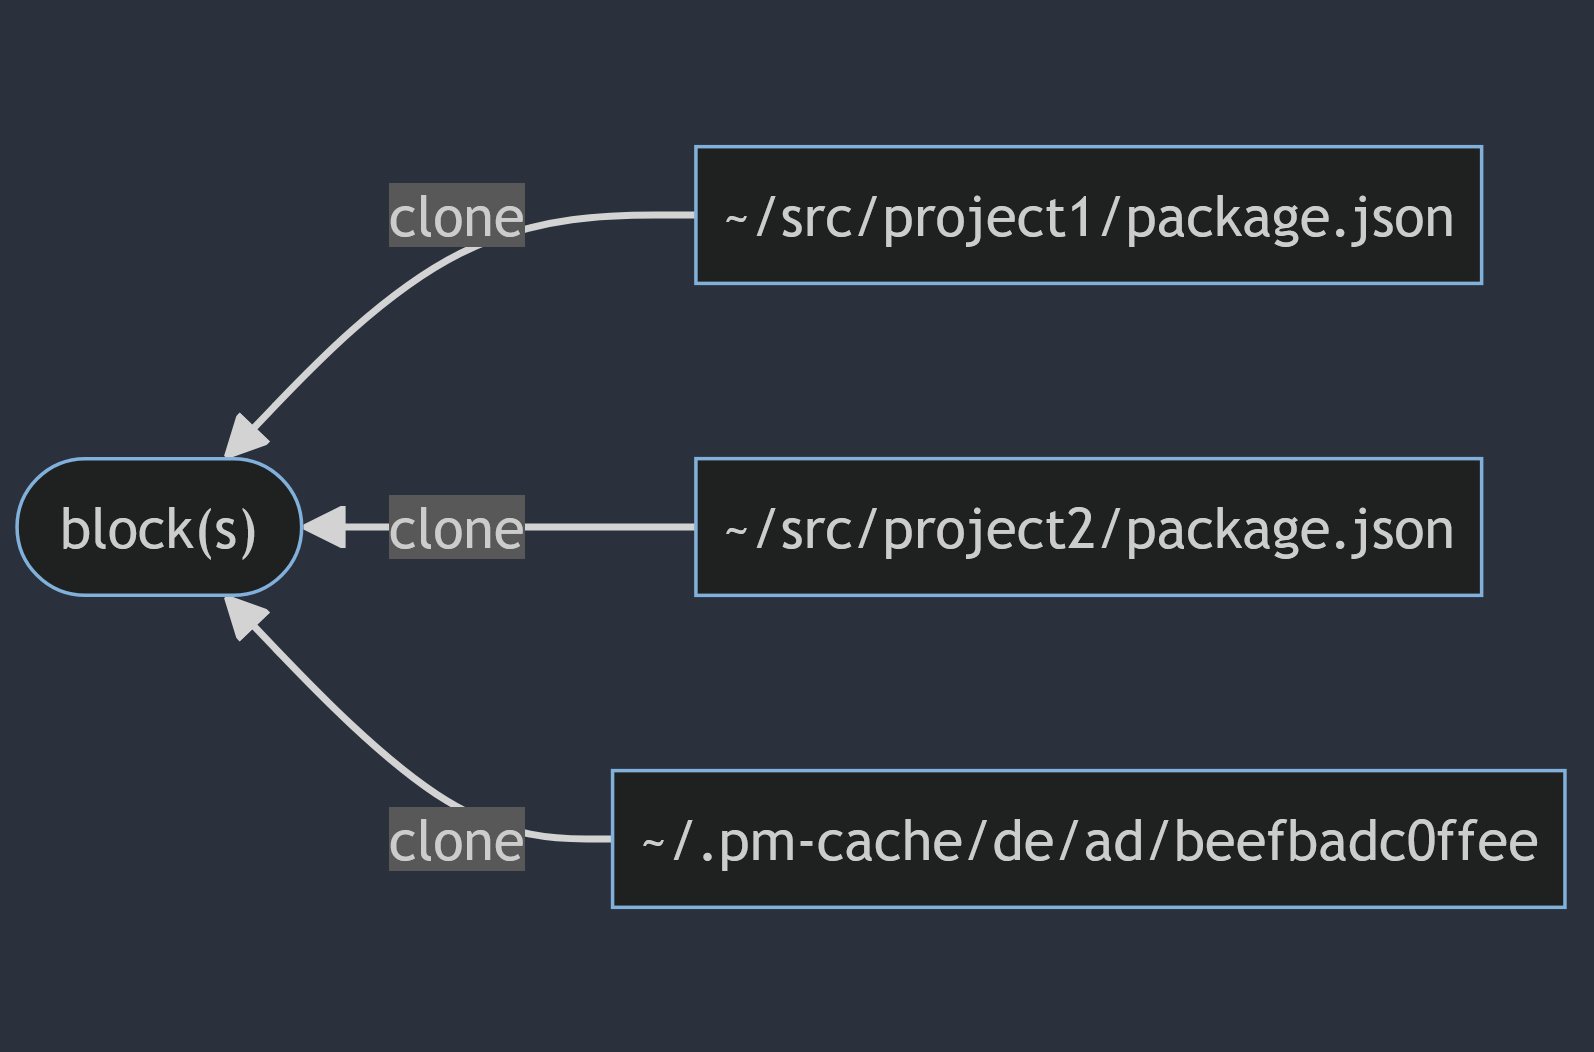 clone
~/src/project1/package.json
block(s)
clone
~/src/project2/package.json
clone
~/.pm-cache/de/ad/beefbadc0ffee